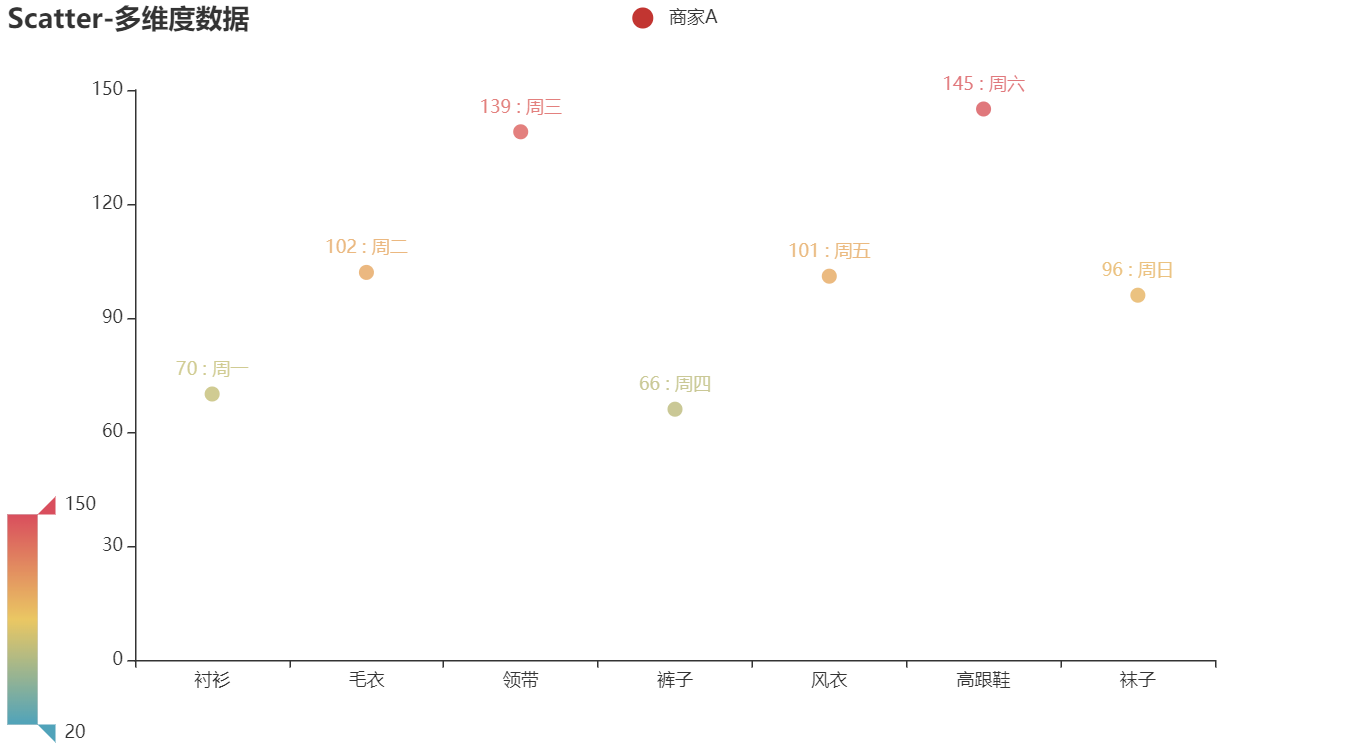 Scatter-多维度数据
商家A
150
120
90
60
30
0
145 : 周六
139 : 周三
102 : 周二
101 : 周五
96 : 周日
70 : 周一
66 : 周四
衬衫
毛衣
领带
裤子
风衣
高跟鞋
袜子
150
20